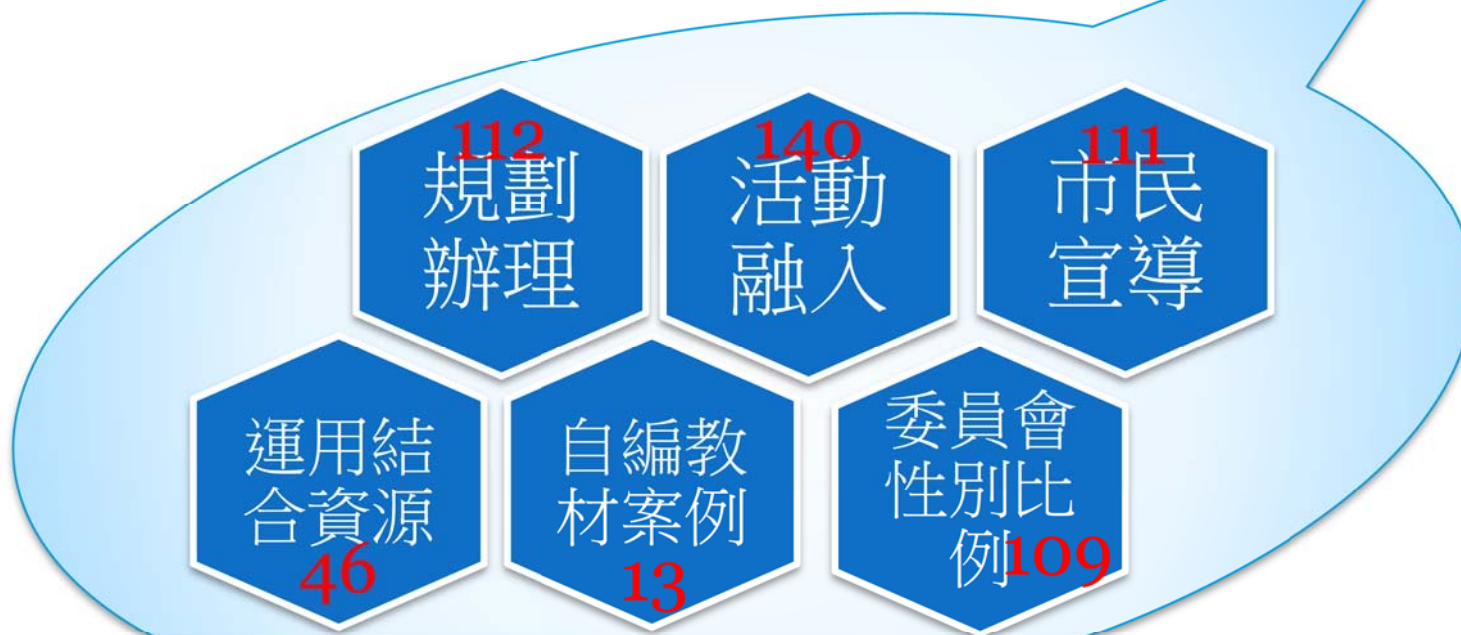 112
規劃
辦理
140
活動
融入
111
市民
宣導
運用結
合資源
46
自編教
材案例
13
委員會
性別比
例109